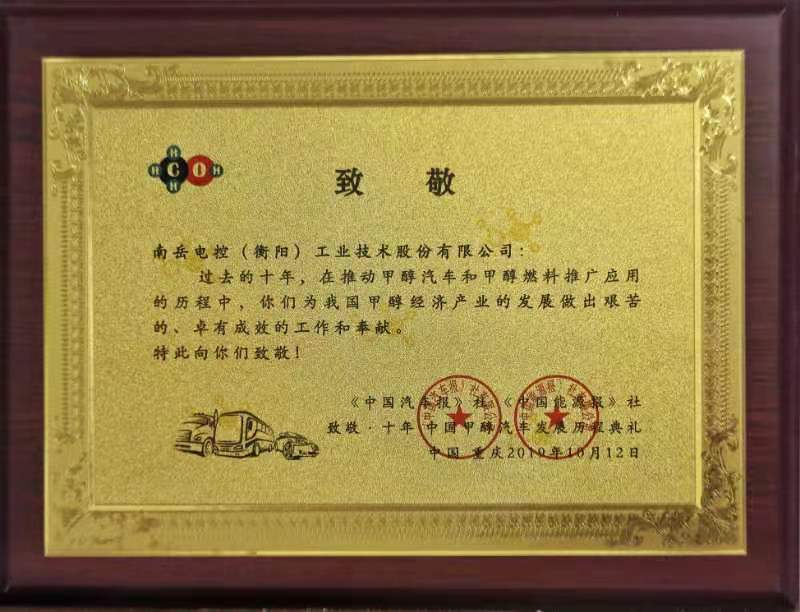 H
H C O H
H
致 敬
南岳电控（衡阳）工业技术股份有限公司：
过去的十年，在推动甲醇汽车和甲醇燃料推广应用
的历程中，你们为我国甲醇经济产业的发展做出艰苦
的、卓有成效的工作和奉献。
特此向你们致敬！
《中国汽车报》社 《中国能源报》社
致敬·十年 中国甲醇汽车发展历程典礼
中国 重庆2019年10月12日